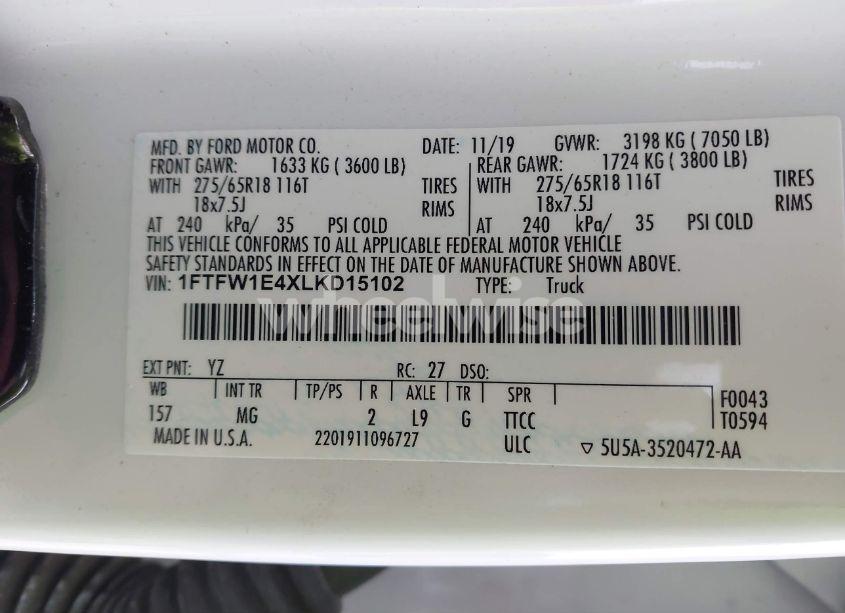 MFD. BY FORD MOTOR CO. DATE: 11/19 GVWR: 3198 KG ( 7050 LB)
FRONT GAWR: 1633 KG ( 3600 LB) REAR GAWR: 1724 KG ( 3800 LB)
WITH 275/65R18 116T TIRES WITH 275/65R18 116T TIRES
18x7.5J RIMS 18x7.5J RIMS
AT 240 kPa/ 35 PSI COLD AT 240 kPa/ 35 PSI COLD
THIS VEHICLE CONFORMS TO ALL APPLICABLE FEDERAL MOTOR VEHICLE
SAFETY STANDARDS IN EFFECT ON THE DATE OF MANUFACTURE SHOWN ABOVE.
VIN: 1FTFW1E4XLKD15102 TYPE: Truck
wheelwise
EXT PNT: YZ RC: 27 DSO:
WB INT TR TP/PS R AXLE TR SPR F0043
157 MG 2 L9 G TTCC T0594
MADE IN U.S.A. 2201911096727 ULC ▽ 5U5A-3520472-AA